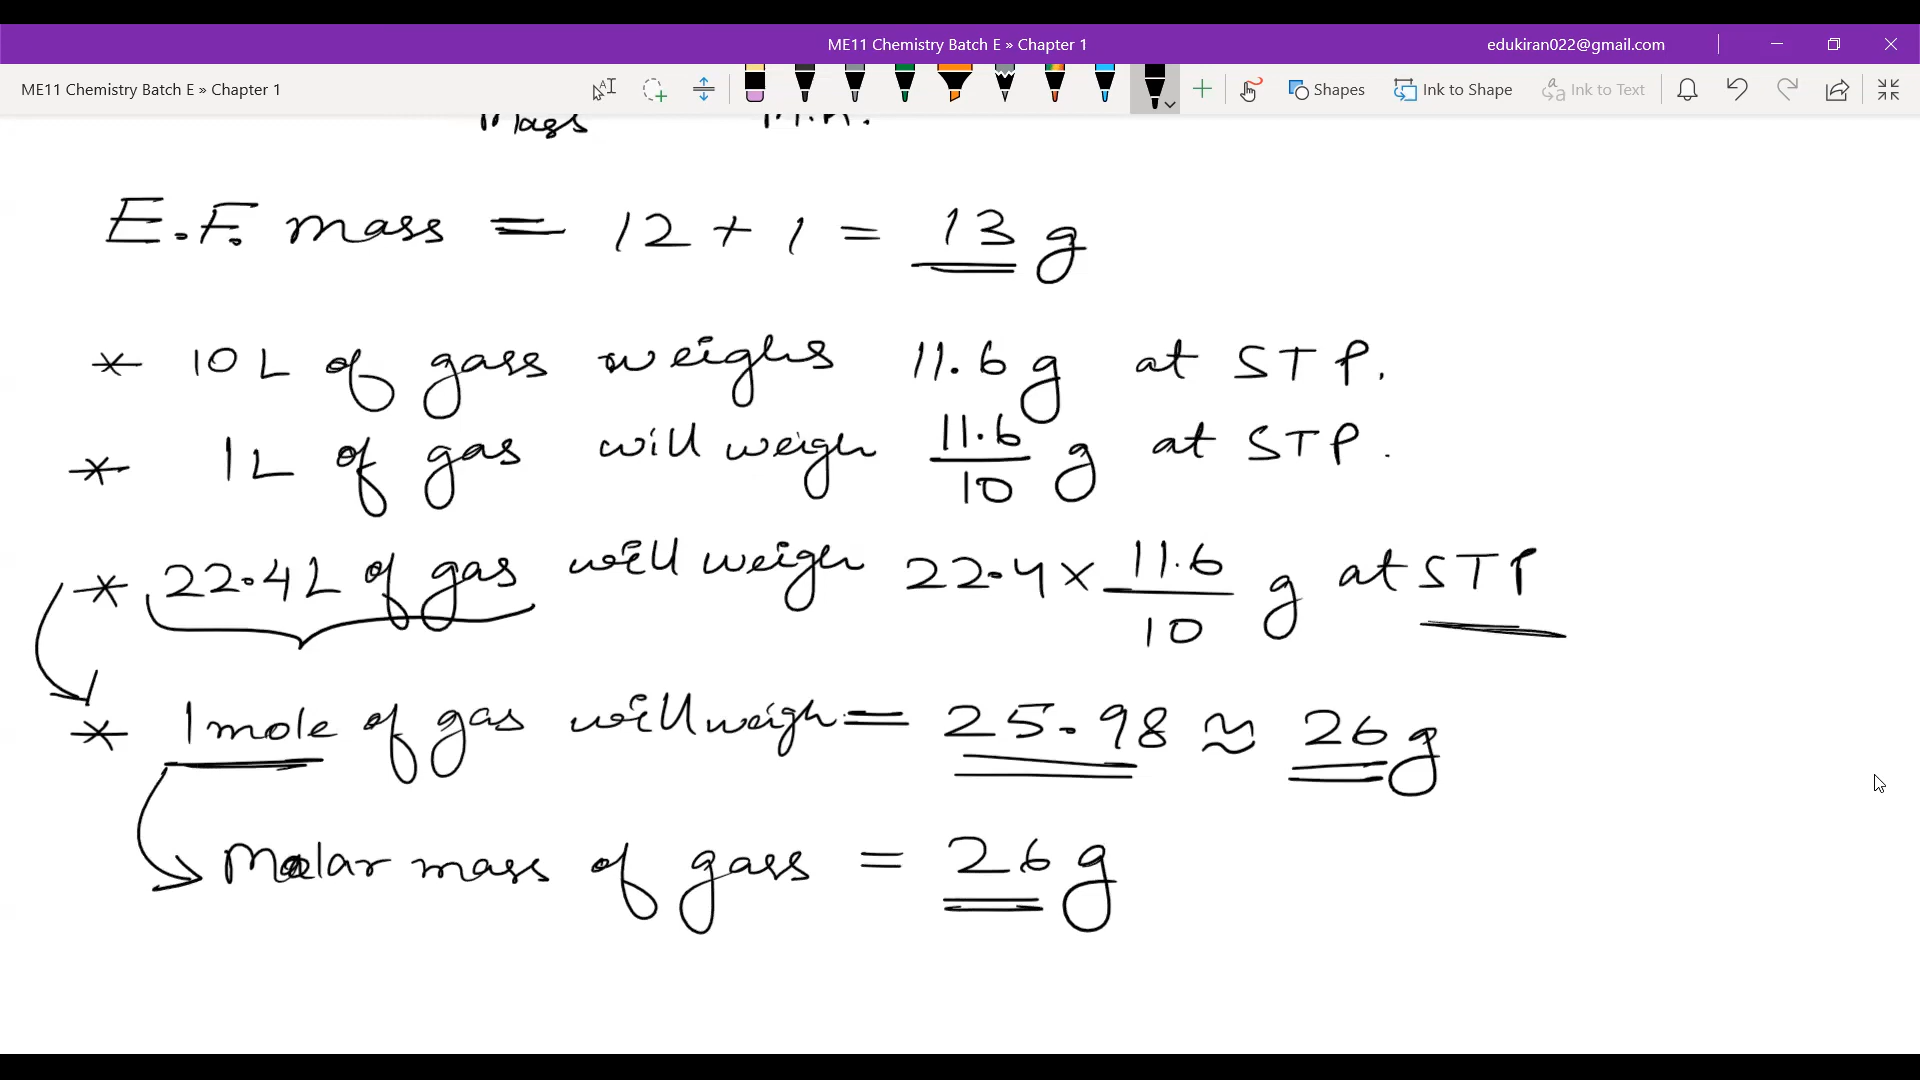 ME11 Chemistry Batch E » Chapter 1
edukiran022@gmail.com
ME11 Chemistry Batch E » Chapter 1
Shapes
Ink to Shape
Ink to Text
Mass
E.F. mass = 12 + 1 = 13 g
* 10 L of gass weighs 11.6 g at STP.
* 1 L of gas will weigh 11.6/10 g at STP.
* 22.4 L of gas will weigh 22.4 × 11.6/10 g at STP
* 1 mole of gas will weigh = 25.98 ≈ 26 g
Molar mass of gass = 26 g